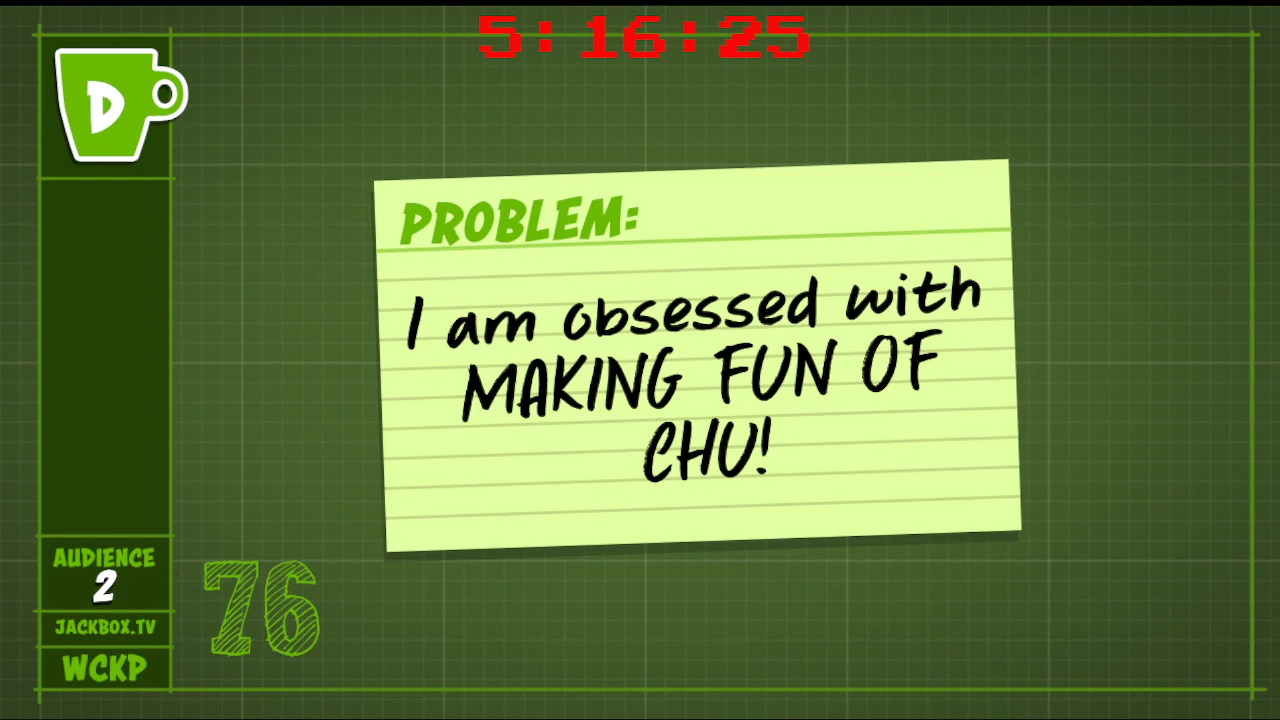 5:16:25
D
PROBLEM:
I am obsessed with
MAKING FUN OF
CHU!
AUDIENCE
2
76
JACKBOX.TV
WCKP